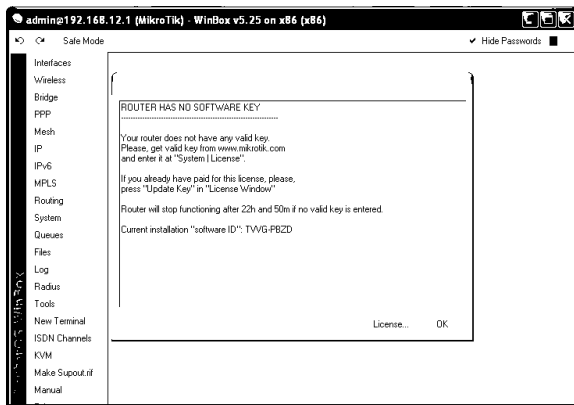 admin@192.168.12.1 (MikroTik) - WinBox v5.25 on x86 (x86)
Safe Mode
Hide Passwords
Interfaces
Wireless
Bridge
PPP
Mesh
IP
IPv6
MPLS
Routing
System
Queues
Files
Log
Radius
Tools
New Terminal
ISDN Channels
KVM
Make Supout.rif
Manual
ROUTER HAS NO SOFTWARE KEY
----------------------------------------------------
Your router does not have any valid key.
Please, get valid key from www.mikrotik.com
and enter it at "System | License".
If you already have paid for this license, please,
press "Update Key" in "License Window"
Router will stop functioning after 22h and 50m if no valid key is entered.
Current installation "software ID": TVVG-PBZD
License...
OK